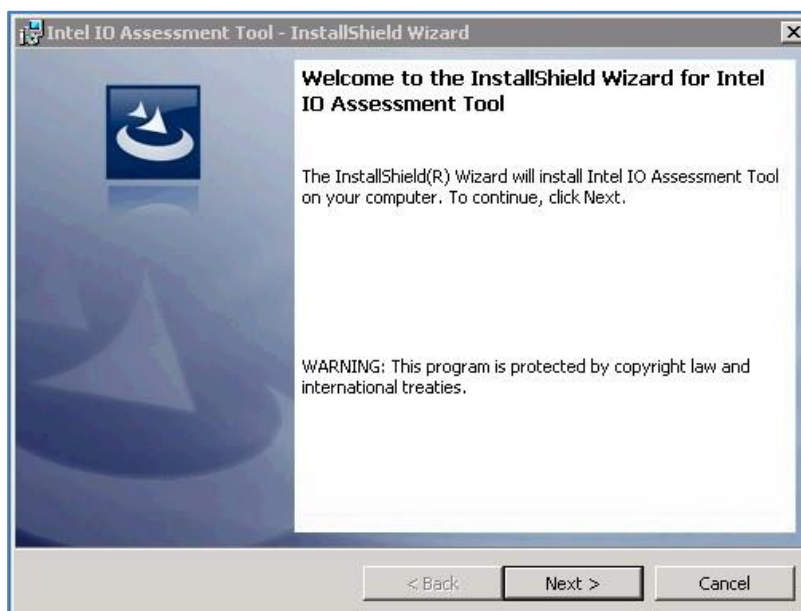 Intel IO Assessment Tool - InstallShield Wizard
Welcome to the InstallShield Wizard for Intel
IO Assessment Tool
The InstallShield(R) Wizard will install Intel IO Assessment Tool
on your computer. To continue, click Next.
WARNING: This program is protected by copyright law and
international treaties.
< Back
Next >
Cancel